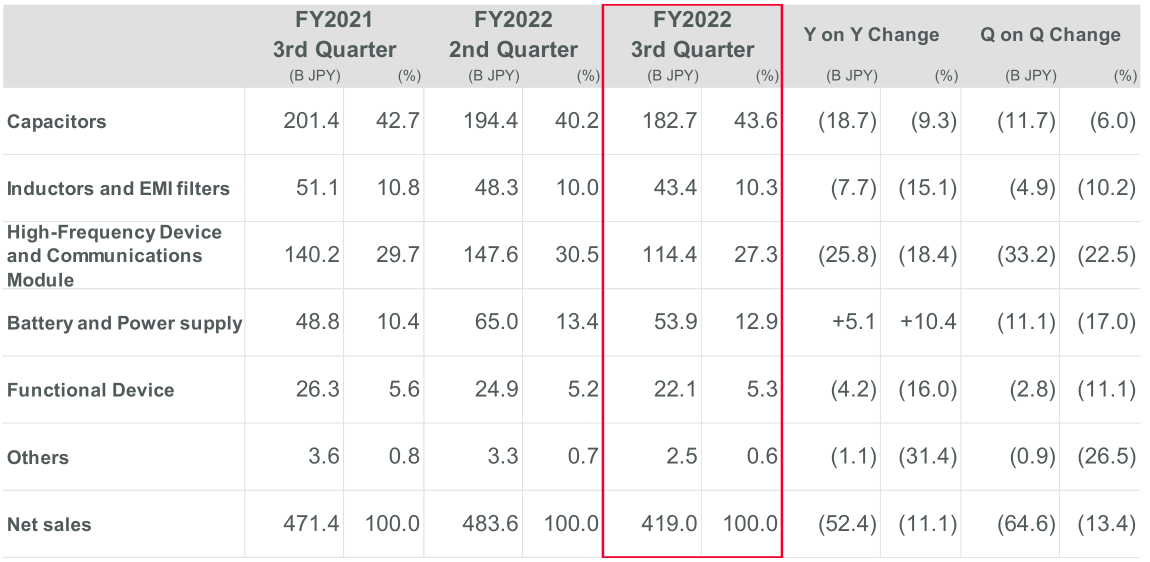 FY2021 FY2022 FY2022
3rd Quarter 2nd Quarter 3rd Quarter Y on Y Change Q on Q Change
(B JPY) (%) (B JPY) (%) (B JPY) (%) (B JPY) (%) (B JPY) (%)
Capacitors 201.4 42.7 194.4 40.2 182.7 43.6 (18.7) (9.3) (11.7) (6.0)
Inductors and EMI filters 51.1 10.8 48.3 10.0 43.4 10.3 (7.7) (15.1) (4.9) (10.2)
High-Frequency Device
and Communications
Module 140.2 29.7 147.6 30.5 114.4 27.3 (25.8) (18.4) (33.2) (22.5)
Battery and Power supply 48.8 10.4 65.0 13.4 53.9 12.9 +5.1 +10.4 (11.1) (17.0)
Functional Device 26.3 5.6 24.9 5.2 22.1 5.3 (4.2) (16.0) (2.8) (11.1)
Others 3.6 0.8 3.3 0.7 2.5 0.6 (1.1) (31.4) (0.9) (26.5)
Net sales 471.4 100.0 483.6 100.0 419.0 100.0 (52.4) (11.1) (64.6) (13.4)